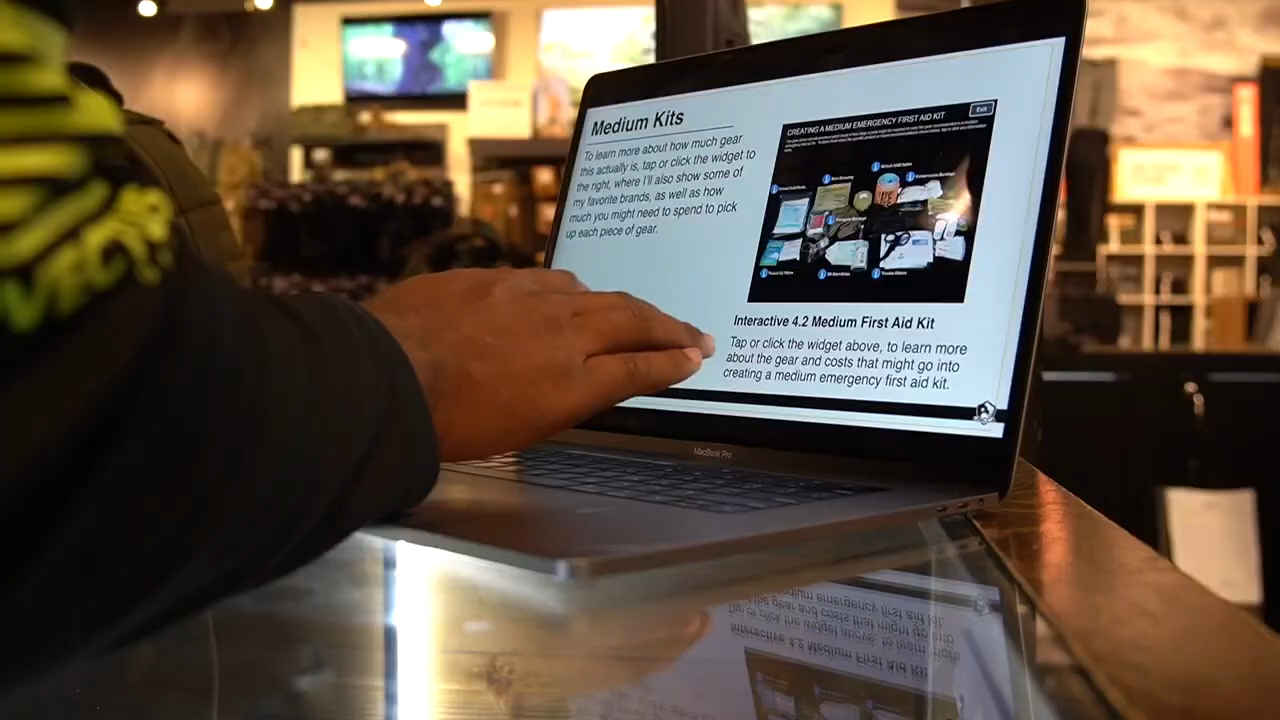 Medium Kits
To learn more about how much gear
this actually is, tap or click the widget to
the right, where I'll also show some of
my favorite brands, as well as how
much you might need to spend to pick
up each piece of gear.
Exit
CREATING A MEDIUM EMERGENCY FIRST AID KIT
Interactive 4.2 Medium First Aid Kit
Tap or click the widget above, to learn more
about the gear and costs that might go into
creating a medium emergency first aid kit.
MacBook Pro